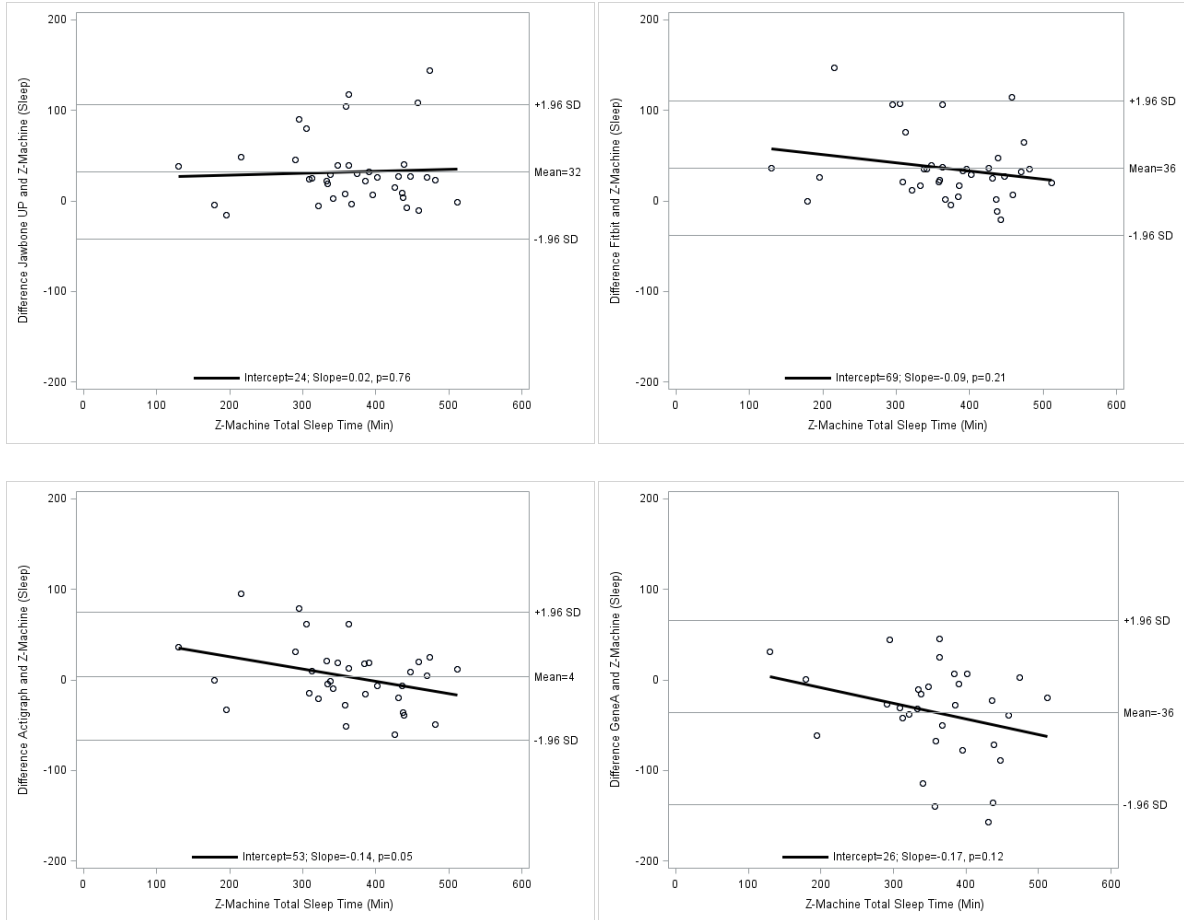 Difference Jawbone UP and Z-Machine (Sleep)
200
100
0
-100
-200
+1.96 SD
Mean=32
-1.96 SD
Intercept=24; Slope=0.02, p=0.76
0 100 200 300 400 500 600
Z-Machine Total Sleep Time (Min)
Difference Fitbit and Z-Machine (Sleep)
200
100
0
-100
-200
+1.96 SD
Mean=36
-1.96 SD
Intercept=69; Slope=-0.09, p=0.21
0 100 200 300 400 500 600
Z-Machine Total Sleep Time (Min)
Difference Actigraph and Z-Machine (Sleep)
200
100
0
-100
-200
+1.96 SD
Mean=4
-1.96 SD
Intercept=53; Slope=-0.14, p=0.05
0 100 200 300 400 500 600
Z-Machine Total Sleep Time (Min)
Difference GeneA and Z-Machine (Sleep)
200
100
0
-100
-200
+1.96 SD
Mean=-36
-1.96 SD
Intercept=26; Slope=-0.17, p=0.12
0 100 200 300 400 500 600
Z-Machine Total Sleep Time (Min)